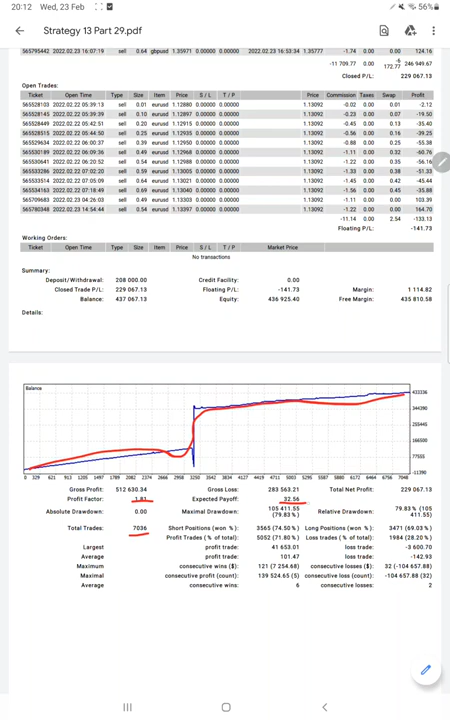 20:12 Wed, 23 Feb 56%
Strategy 13 Part 29.pdf
565795442 2022.02.23 16:07:19 sell 0.64 gbpusd 1.35971 0.00000 0.00000 2022.02.23 16:53:34 1.35777 -1.74 0.00 0.00 124.16
-11 709.77 0.00 -6 172.77 246 949.67
Closed P/L: 229 067.13
Open Trades:
Ticket Open Time Type Size Item Price S / L T / P Price Commission Taxes Swap Profit
565528103 2022.02.22 05:39:13 sell 0.01 eurusd 1.12880 0.00000 0.00000 1.13092 -0.02 0.00 0.01 -2.12
565528145 2022.02.22 05:39:39 sell 0.10 eurusd 1.12897 0.00000 0.00000 1.13092 -0.23 0.00 0.07 -19.50
565528449 2022.02.22 05:42:51 sell 0.20 eurusd 1.12915 0.00000 0.00000 1.13092 -0.45 0.00 0.13 -35.40
565528515 2022.02.22 05:44:50 sell 0.25 eurusd 1.12935 0.00000 0.00000 1.13092 -0.56 0.00 0.16 -39.25
565529634 2022.02.22 06:00:37 sell 0.39 eurusd 1.12950 0.00000 0.00000 1.13092 -0.88 0.00 0.25 -55.38
565530189 2022.02.22 06:09:36 sell 0.49 eurusd 1.12968 0.00000 0.00000 1.13092 -1.11 0.00 0.32 -60.76
565530641 2022.02.22 06:20:52 sell 0.54 eurusd 1.12988 0.00000 0.00000 1.13092 -1.22 0.00 0.35 -56.16
565533286 2022.02.22 07:02:20 sell 0.59 eurusd 1.13005 0.00000 0.00000 1.13092 -1.33 0.00 0.38 -51.33
565533514 2022.02.22 07:05:09 sell 0.64 eurusd 1.13021 0.00000 0.00000 1.13092 -1.45 0.00 0.42 -45.44
565534163 2022.02.22 07:18:49 sell 0.69 eurusd 1.13040 0.00000 0.00000 1.13092 -1.56 0.00 0.45 -35.88
565709683 2022.02.23 04:26:03 sell 0.49 eurusd 1.13303 0.00000 0.00000 1.13092 -1.11 0.00 0.00 103.39
565780348 2022.02.23 14:54:44 sell 0.54 eurusd 1.13397 0.00000 0.00000 1.13092 -1.22 0.00 0.00 164.70
-11.14 0.00 2.54 -133.13
Floating P/L: -141.73
Working Orders:
Ticket Open Time Type Size Item Price S / L T / P Market Price
No transactions
Summary:
Deposit/Withdrawal: 208 000.00 Credit Facility: 0.00
Closed Trade P/L: 229 067.13 Floating P/L: -141.73 Margin: 1 114.82
Balance: 437 067.13 Equity: 436 925.40 Free Margin: 435 810.58
Details:
Balance
433336
344390
255445
166500
77555
-11390
0 329 621 913 1205 1497 1789 2082 2374 2666 2958 3250 3542 3834 4127 4419 4711 5003 5295 5587 5880 6172 6464 6756 7048
Gross Profit: 512 630.34 Gross Loss: 283 563.21 Total Net Profit: 229 067.13
Profit Factor: 1.81 Expected Payoff: 32.56
Absolute Drawdown: 0.00 Maximal Drawdown: 105 411.55 (79.83%) Relative Drawdown: 79.83% (105 411.55)
Total Trades: 7036 Short Positions (won %): 3565 (74.50%) Long Positions (won %): 3471 (69.03%)
Profit Trades (% of total): 5052 (71.80%) Loss trades (% of total): 1984 (28.20%)
Largest profit trade: 41 653.01 loss trade: -3 600.70
Average profit trade: 101.47 loss trade: -142.93
Maximum consecutive wins ($): 121 (7 254.68) consecutive losses ($): 32 (-104 657.88)
Maximal consecutive profit (count): 139 524.65 (5) consecutive loss (count): -104 657.88 (32)
Average consecutive wins: 6 consecutive losses: 2